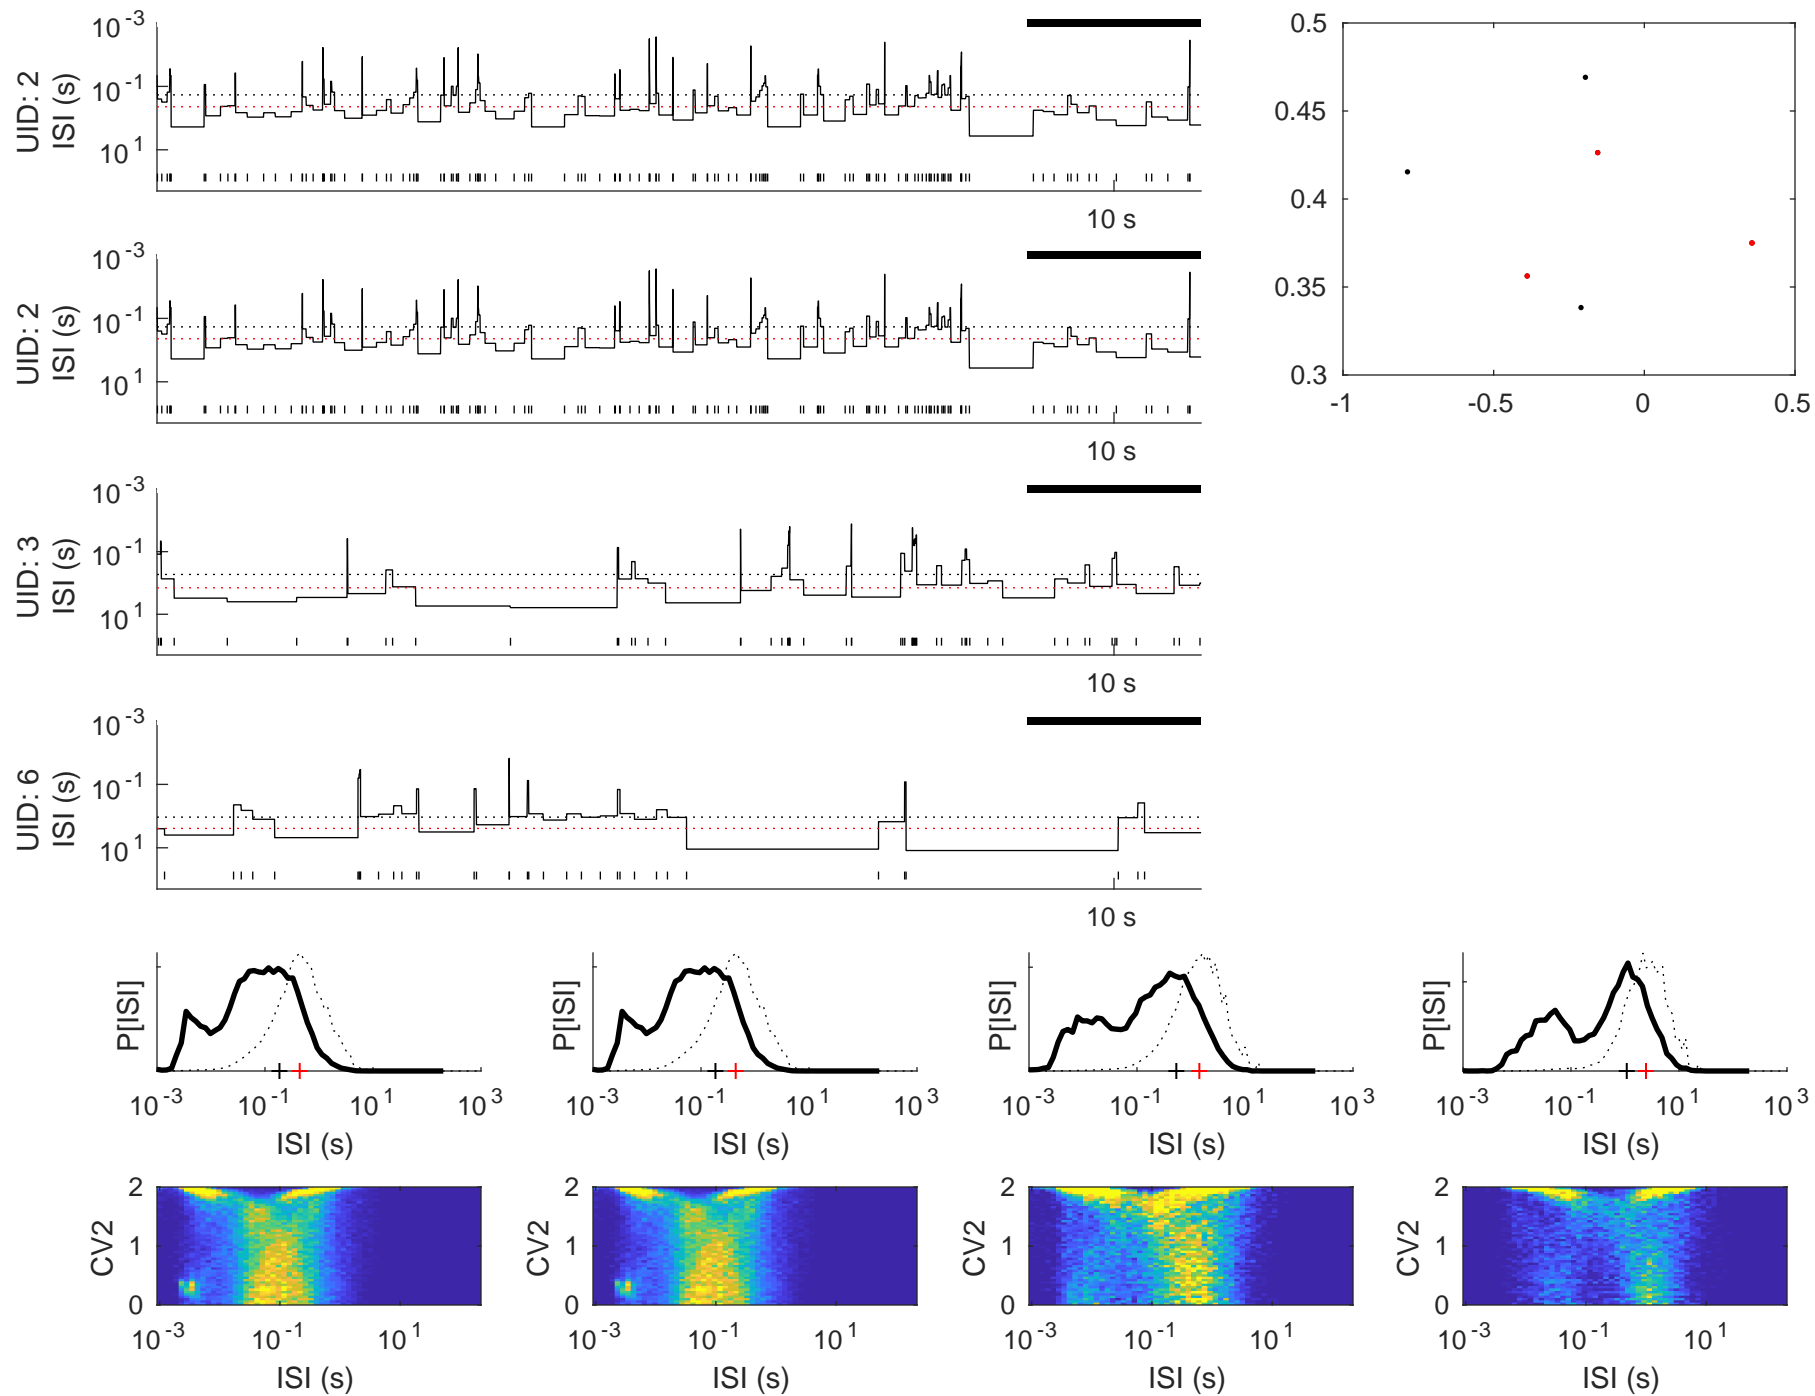 10^-3
10^-1
10^1
UID: 2
ISI (s)
10 s
10^-3
10^-1
10^1
UID: 2
ISI (s)
10 s
10^-3
10^-1
10^1
UID: 3
ISI (s)
10 s
10^-3
10^-1
10^1
UID: 6
ISI (s)
10 s
0.5
0.45
0.4
0.35
0.3
-1 -0.5 0 0.5
P[ISI] P[ISI] P[ISI] P[ISI]
10^-3 10^-1 10^1 10^3 10^-3 10^-1 10^1 10^3 10^-3 10^-1 10^1 10^3 10^-3 10^-1 10^1 10^3
ISI (s) ISI (s) ISI (s) ISI (s)
2 2 2 2
CV2 1 CV2 1 CV2 1 CV2 1
0 0 0 0
10^-3 10^-1 10^1 10^-3 10^-1 10^1 10^-3 10^-1 10^1 10^-3 10^-1 10^1
ISI (s) ISI (s) ISI (s) ISI (s)